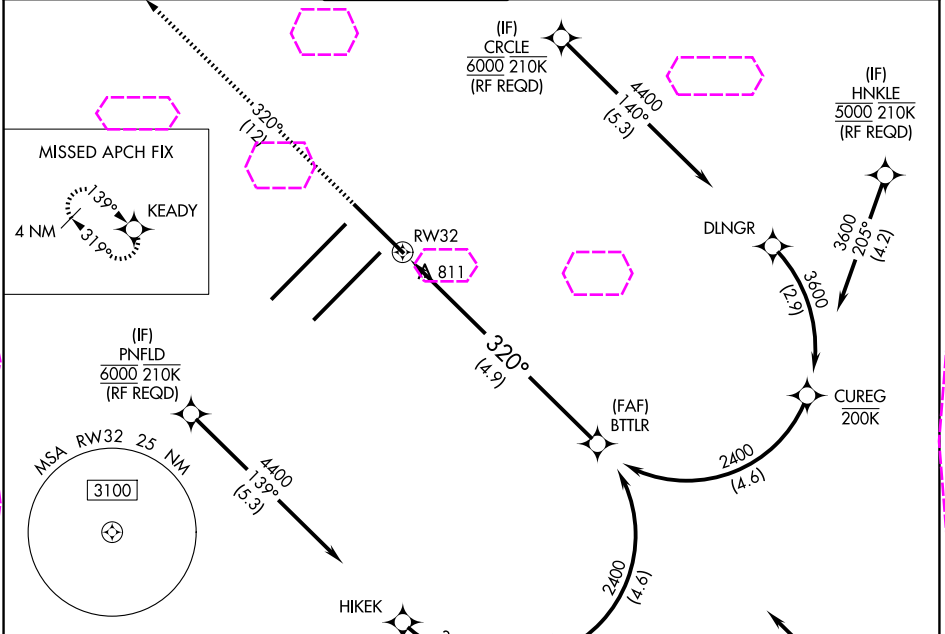 (IF)
CRCLE
6000 210K
(RF REQD)
4400
140°
(5.3)
(IF)
HNKLE
5000 210K
(RF REQD)
3600
205°
(4.2)
320°
(12)
MISSED APCH FIX
139°
KEADY
4 NM
319°
RW32
811
DLNGR
3600
(2.9)
320°
(4.9)
(IF)
PNFLD
6000 210K
(RF REQD)
4400
139°
(5.3)
(FAF)
BTTLR
CUREG
200K
2400
(4.6)
MSA RW32 25 NM
3100
2400
(4.6)
HIKEK